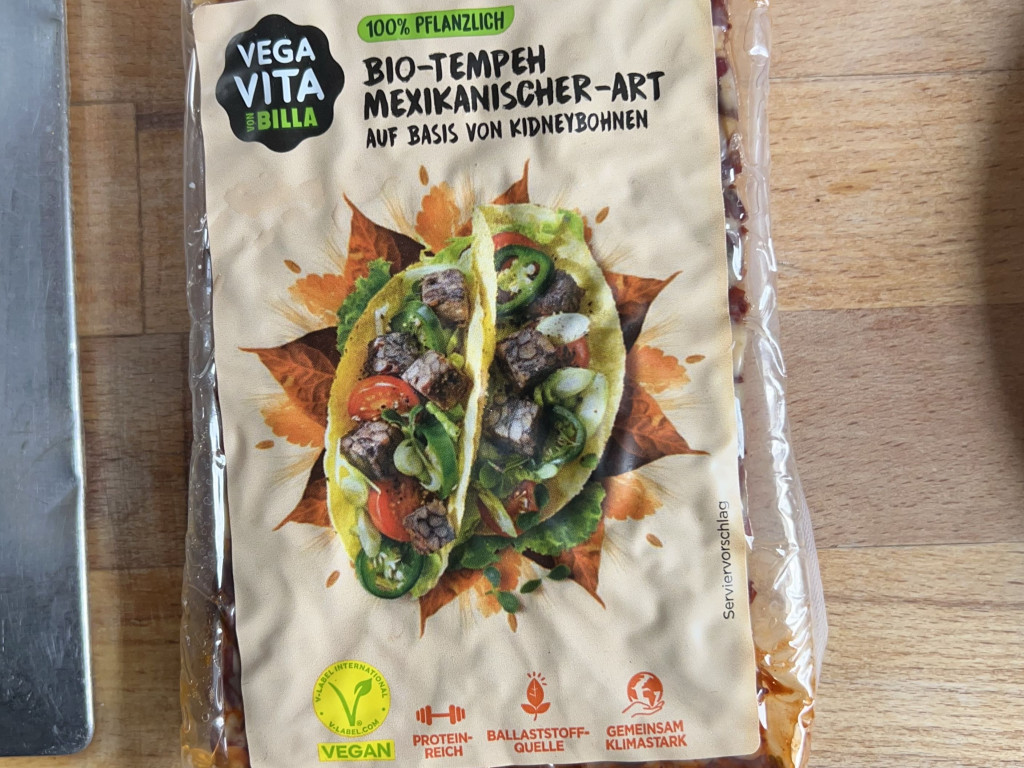 VEGA
VITA
VON BILLA
100% PFLANZLICH
BIO-TEMPEH
MEXIKANISCHER-ART
AUF BASIS VON KIDNEYBOHNEN
Serviervorschlag
V-LABEL INTERNATIONAL
V-LABEL.COM
VEGAN
PROTEIN-
REICH
BALLASTSTOFF-
QUELLE
GEMEINSAM
KLIMASTARK